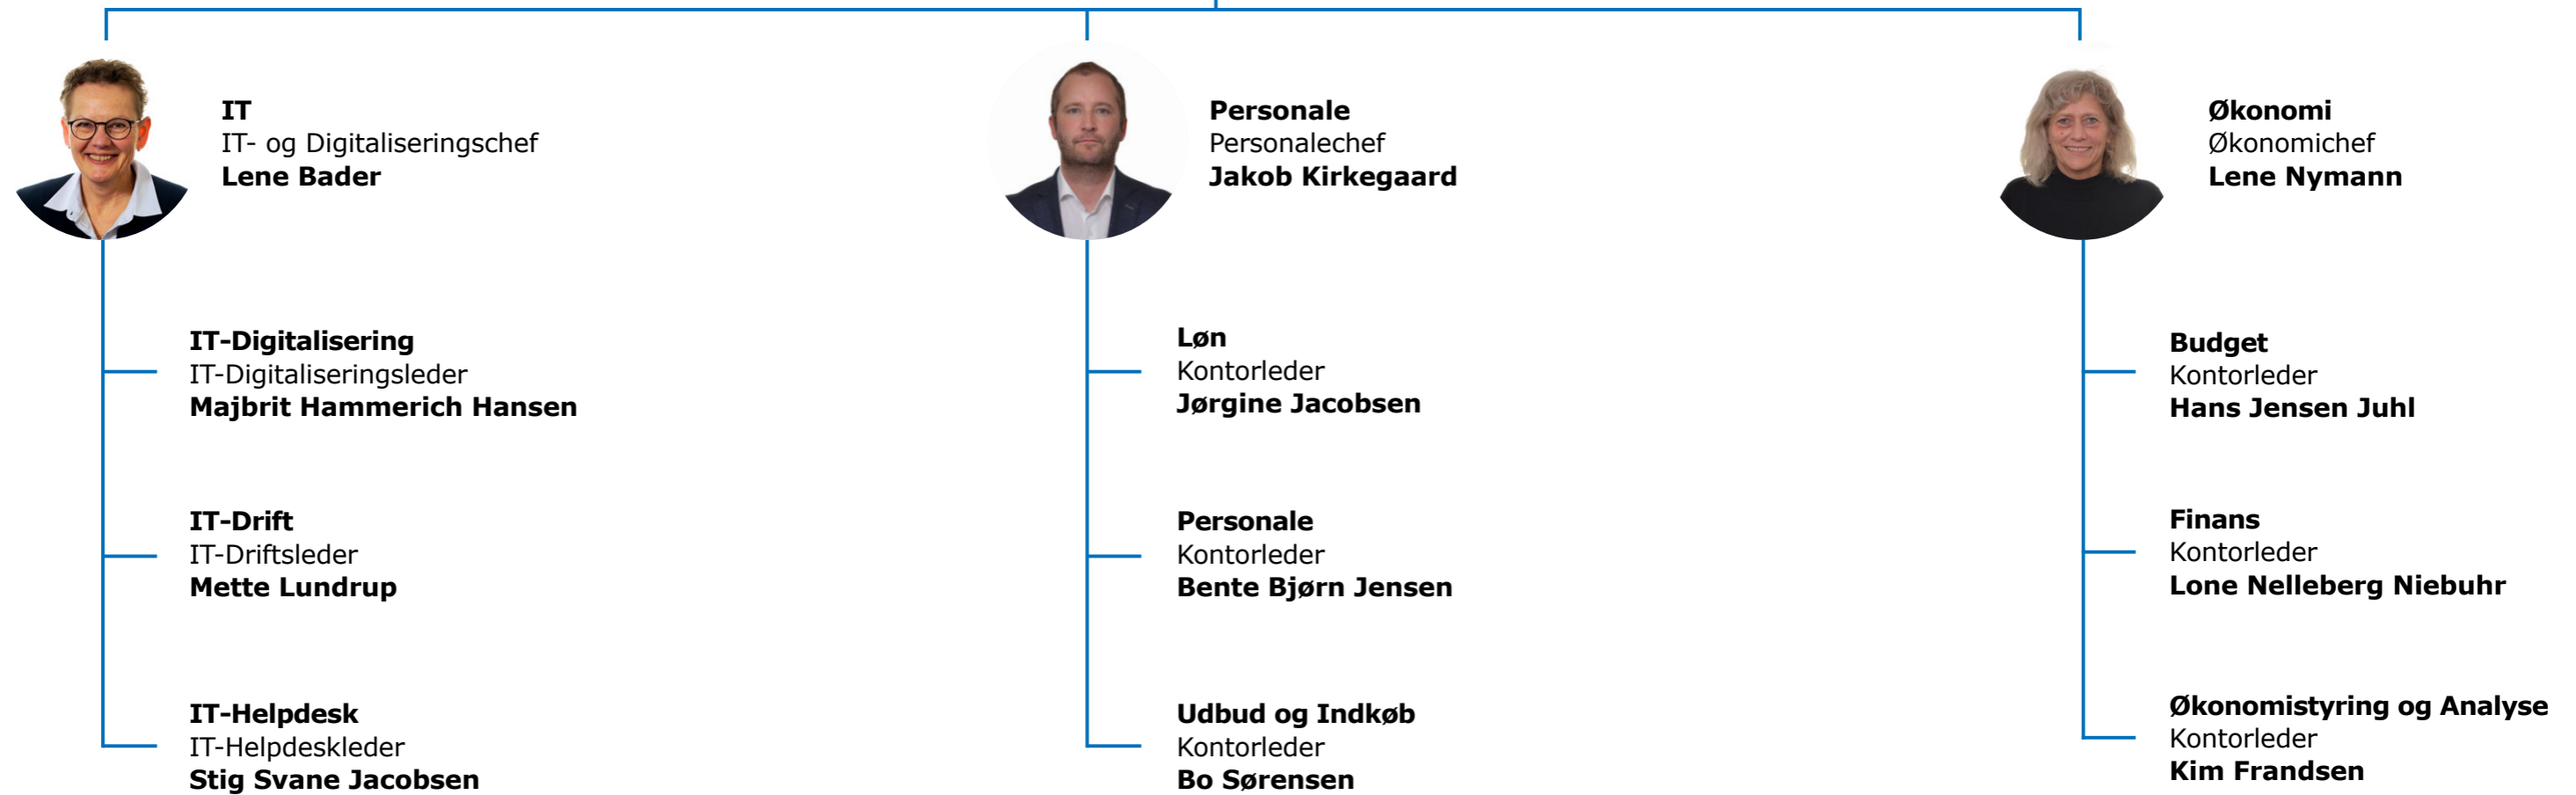 IT
IT- og Digitaliseringschef
Lene Bader
Personale
Personalechef
Jakob Kirkegaard
Økonomi
Økonomichef
Lene Nymann
IT-Digitalisering
IT-Digitaliseringsleder
Majbrit Hammerich Hansen
IT-Drift
IT-Driftsleder
Mette Lundrup
IT-Helpdesk
IT-Helpdeskleder
Stig Svane Jacobsen
Løn
Kontorleder
Jørgine Jacobsen
Personale
Kontorleder
Bente Bjørn Jensen
Udbud og Indkøb
Kontorleder
Bo Sørensen
Budget
Kontorleder
Hans Jensen Juhl
Finans
Kontorleder
Lone Nelleberg Niebuhr
Økonomistyring og Analyse
Kontorleder
Kim Frandsen